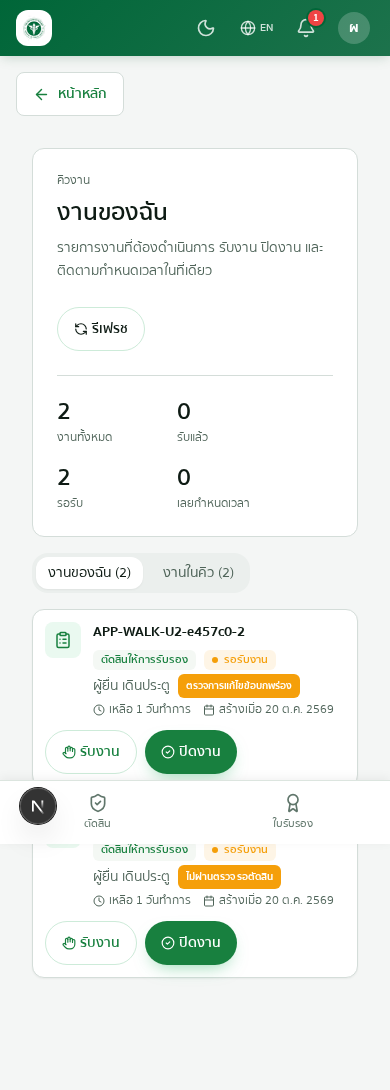 EN
1
ผ
หน้าหลัก
คิวงาน
งานของฉัน
รายการงานที่ต้องดำเนินการ รับงาน ปิดงาน และ
ติดตามกำหนดเวลาในที่เดียว
รีเฟรช
2
0
งานทั้งหมด
รับแล้ว
2
0
รอรับ
เลยกำหนดเวลา
งานของฉัน (2)
งานในคิว (2)
APP-WALK-U2-e457c0-2
ตัดสินให้การรับรอง
รอรับงาน
ผู้ยื่น เดินประตู
ตรวจการแก้ไขข้อบกพร่อง
เหลือ 1 วันทำการ
สร้างเมื่อ 20 ต.ค. 2569
รับงาน
ปิดงาน
N
ตัดสิน
ใบรับรอง
ตัดสินให้การรับรอง
รอรับงาน
ผู้ยื่น เดินประตู
ไม่ผ่านตรวจ รอตัดสิน
เหลือ 1 วันทำการ
สร้างเมื่อ 20 ต.ค. 2569
รับงาน
ปิดงาน